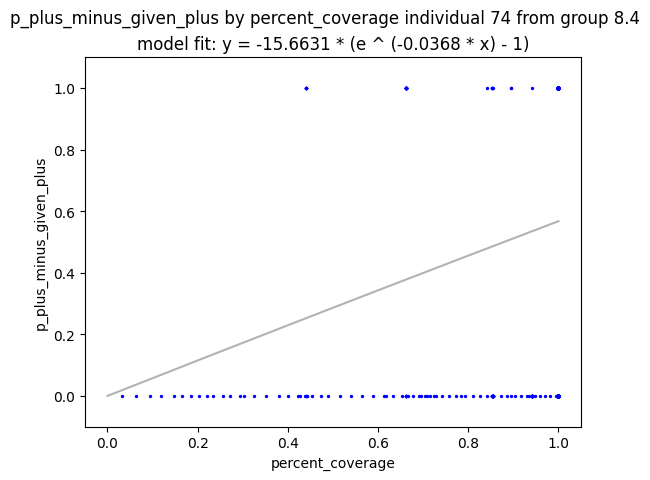 p_plus_minus_given_plus by percent_coverage individual 74 from group 8.4
model fit: y = -15.6631 * (e ^ (-0.0368 * x) - 1)
p_plus_minus_given_plus
1.0
0.8
0.6
0.4
0.2
0.0
0.0 0.2 0.4 0.6 0.8 1.0
percent_coverage